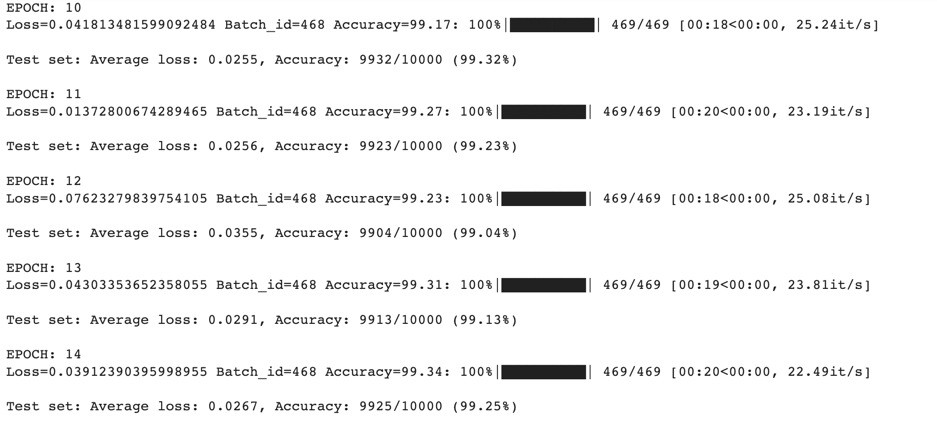 EPOCH: 10
Loss=0.041813481599092484 Batch_id=468 Accuracy=99.17: 100%|██████████| 469/469 [00:18<00:00, 25.24it/s]
Test set: Average loss: 0.0255, Accuracy: 9932/10000 (99.32%)
EPOCH: 11
Loss=0.01372800674289465 Batch_id=468 Accuracy=99.27: 100%|██████████| 469/469 [00:20<00:00, 23.19it/s]
Test set: Average loss: 0.0256, Accuracy: 9923/10000 (99.23%)
EPOCH: 12
Loss=0.07623279839754105 Batch_id=468 Accuracy=99.23: 100%|██████████| 469/469 [00:18<00:00, 25.08it/s]
Test set: Average loss: 0.0355, Accuracy: 9904/10000 (99.04%)
EPOCH: 13
Loss=0.04303353652358055 Batch_id=468 Accuracy=99.31: 100%|██████████| 469/469 [00:19<00:00, 23.81it/s]
Test set: Average loss: 0.0291, Accuracy: 9913/10000 (99.13%)
EPOCH: 14
Loss=0.03912390395998955 Batch_id=468 Accuracy=99.34: 100%|██████████| 469/469 [00:20<00:00, 22.49it/s]
Test set: Average loss: 0.0267, Accuracy: 9925/10000 (99.25%)